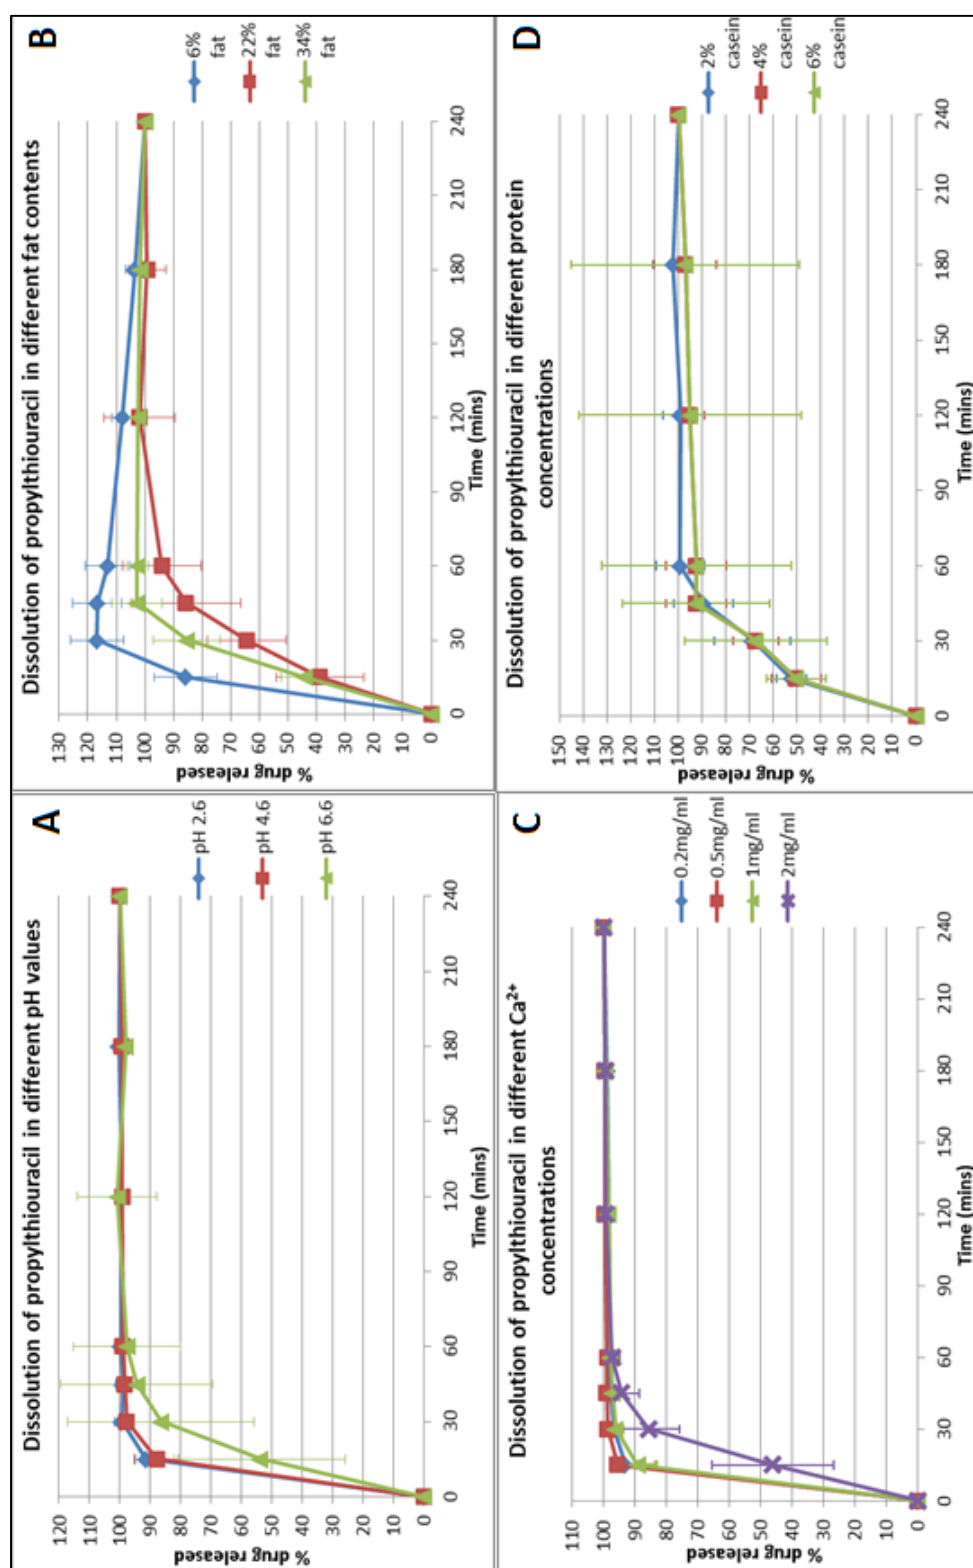 A
Dissolution of propylthiouracil in different pH values
% drug released
120
110
100
90
80
70
60
50
40
30
20
10
0
0 30 60 90 120 150 180 210 240
Time (mins)
pH 2.6
pH 4.6
pH 6.6
B
Dissolution of propylthiouracil in different fat contents
% drug released
130
120
110
100
90
80
70
60
50
40
30
20
10
0
0 30 60 90 120 150 180 210 240
Time (mins)
6%
fat
22%
fat
34%
fat
C
Dissolution of propylthiouracil in different Ca²⁺
concentrations
% drug released
110
100
90
80
70
60
50
40
30
20
10
0
0 30 60 90 120 150 180 210 240
Time (mins)
0.2mg/ml
0.5mg/ml
1mg/ml
2mg/ml
D
Dissolution of propylthiouracil in different protein
concentrations
% drug released
150
140
130
120
110
100
90
80
70
60
50
40
30
20
10
0
0 30 60 90 120 150 180 210 240
Time (mins)
2%
casein
4%
casein
6%
casein